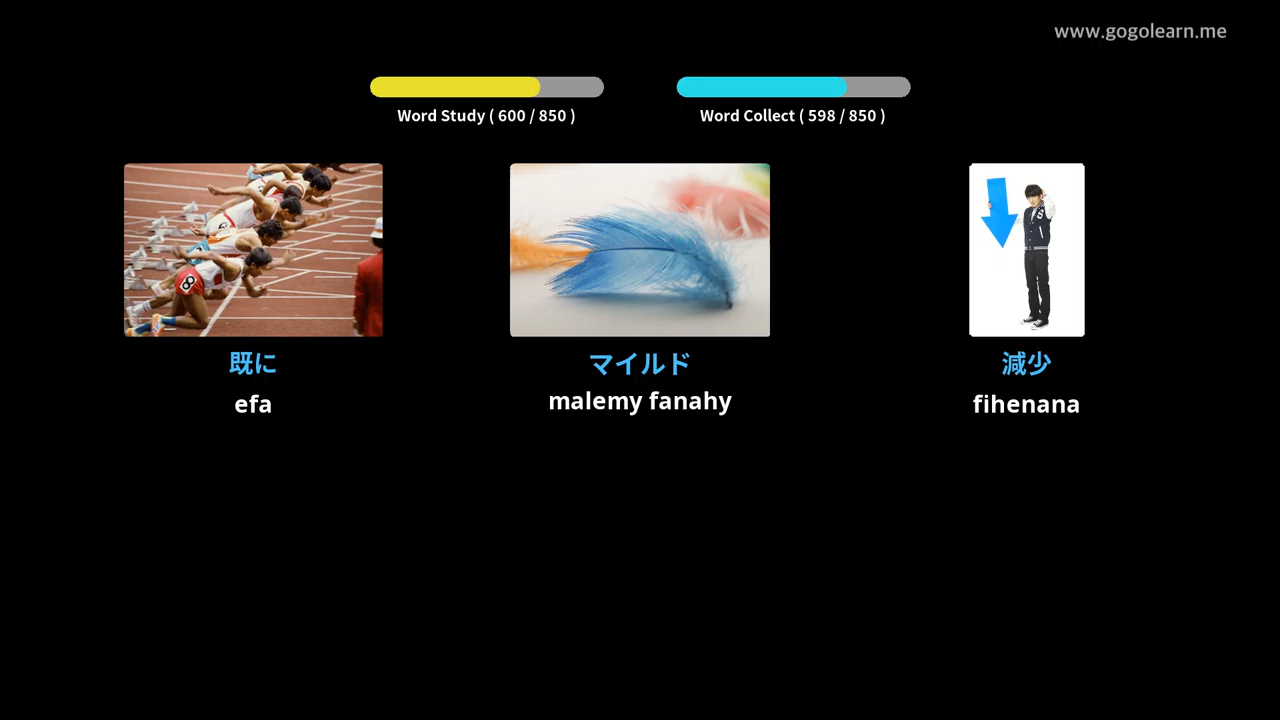 www.gogolearn.me
Word Study ( 600 / 850 )
Word Collect ( 598 / 850 )
既に
マイルド
減少
efa
malemy fanahy
fihenana